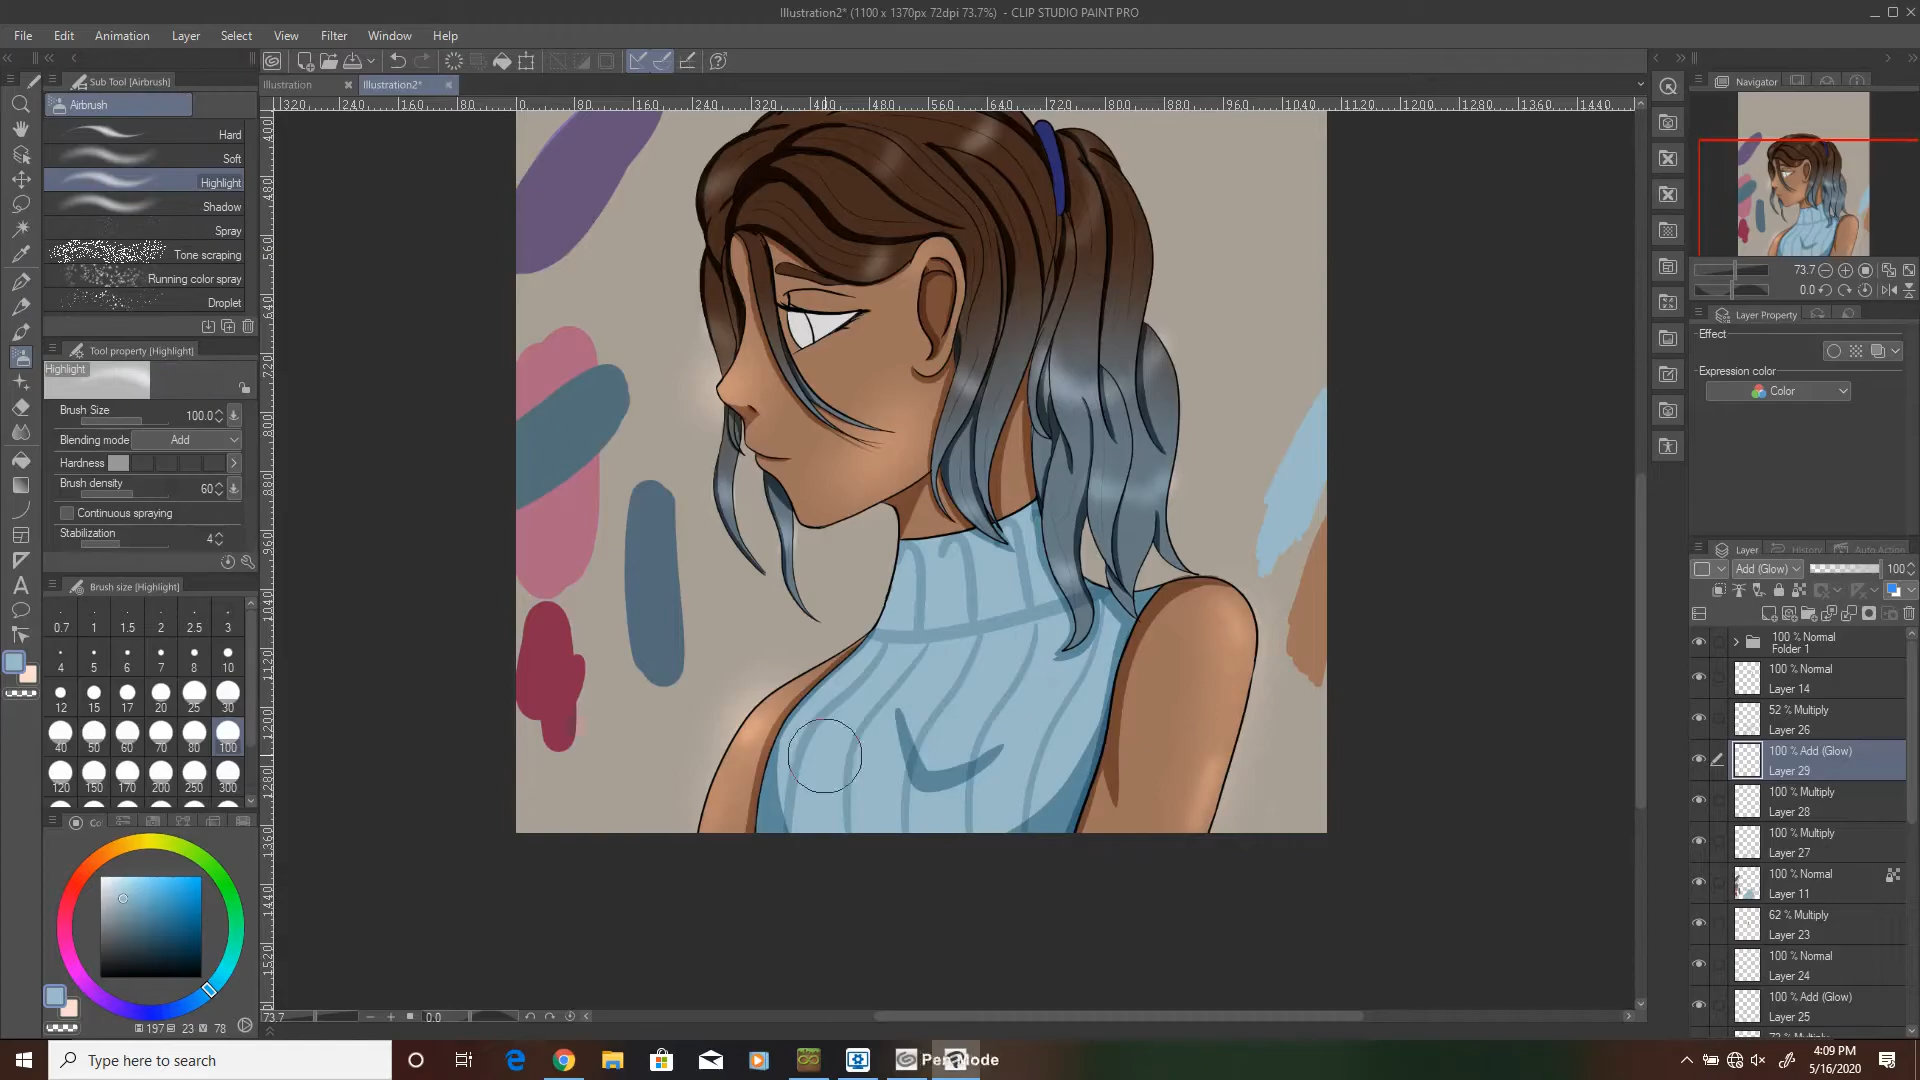 Illustration2* (1100 x 1370px 72dpi 73.7%) - CLIP STUDIO PAINT PRO
File Edit Animation Layer Select View Filter Window Help
Sub Tool [Airbrush]
Airbrush
Hard
Soft
Highlight
Shadow
Spray
Tone scraping
Running color spray
Droplet
Tool property [Highlight]
Highlight
Brush Size 100.0
Blending mode Add
Hardness
Brush density 60
Continuous spraying
Stabilization 4
Brush size [Highlight]
0.7 1 1.5 2 2.5 3
4 5 6 7 8 10
12 15 17 20 25 30
40 50 60 70 80 100
120 150 170 200 250 300
197 23 78
Illustration Illustration2*
73.7 0.0
Navigator
73.7
0.0
Layer Property
Effect
Expression color
Color
Layer History Auto Action
Add (Glow) 100
100 % Normal
Folder 1
100 % Normal
Layer 14
52 % Multiply
Layer 26
100 % Add (Glow)
Layer 29
100 % Multiply
Layer 28
100 % Multiply
Layer 27
100 % Normal
Layer 11
62 % Multiply
Layer 23
100 % Normal
Layer 24
100 % Add (Glow)
Layer 25
Type here to search
Pen Mode
4:09 PM
5/16/2020